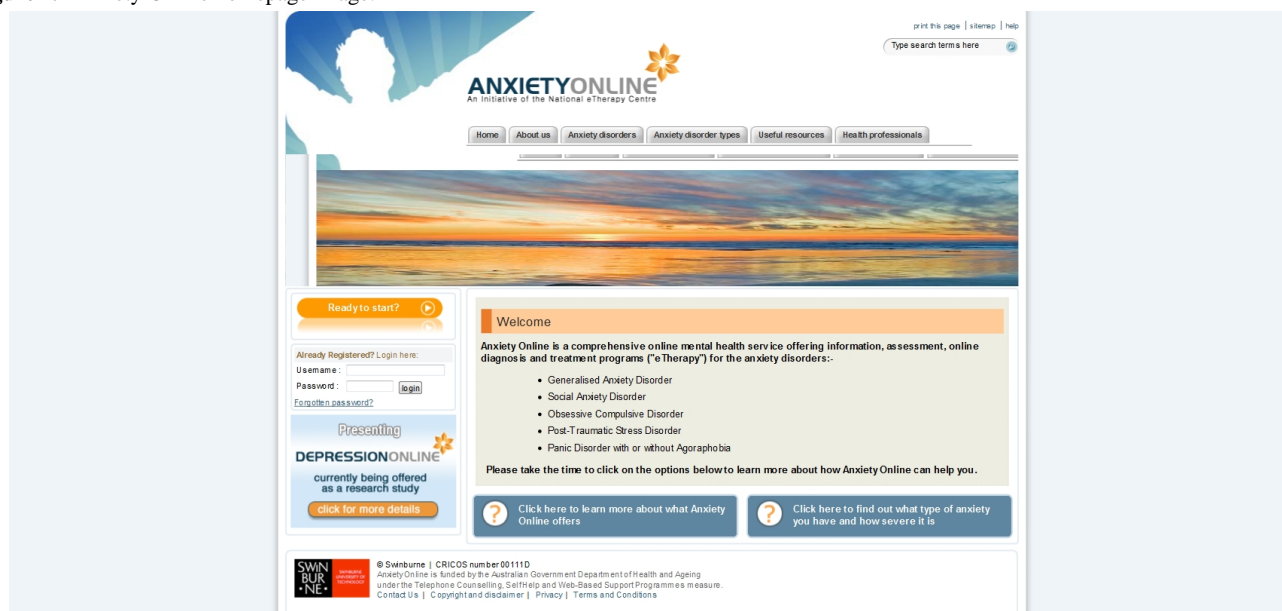 print this page | sitemap | help
Type search terms here
ANXIETYONLINE
An Initiative of the National eTherapy Centre
Home About us Anxiety disorders Anxiety disorder types Useful resources Health professionals
Ready to start?
Already Registered? Login here:
Username :
Password : login
Forgotten password?
Presenting
DEPRESSIONONLINE
currently being offered
as a research study
click for more details
Welcome
Anxiety Online is a comprehensive online mental health service offering information, assessment, online
diagnosis and treatment programs ("eTherapy") for the anxiety disorders:-
• Generalised Anxiety Disorder
• Social Anxiety Disorder
• Obsessive Compulsive Disorder
• Post-Traumatic Stress Disorder
• Panic Disorder with or without Agoraphobia
Please take the time to click on the options below to learn more about how Anxiety Online can help you.
? Click here to learn more about what Anxiety
Online offers
? Click here to find out what type of anxiety
you have and how severe it is
SWIN
BUR
• NE •
SWINBURNE
UNIVERSITY OF
TECHNOLOGY
© Swinburne | CRICOS number 00111D
Anxiety Online is funded by the Australian Government Department of Health and Ageing
under the Telephone Counselling, Self Help and Web-Based Support Programmes measure.
Contact Us | Copyright and disclaimer | Privacy | Terms and Conditions